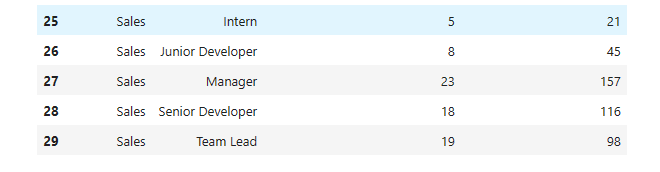 25 Sales Intern 5 21
26 Sales Junior Developer 8 45
27 Sales Manager 23 157
28 Sales Senior Developer 18 116
29 Sales Team Lead 19 98